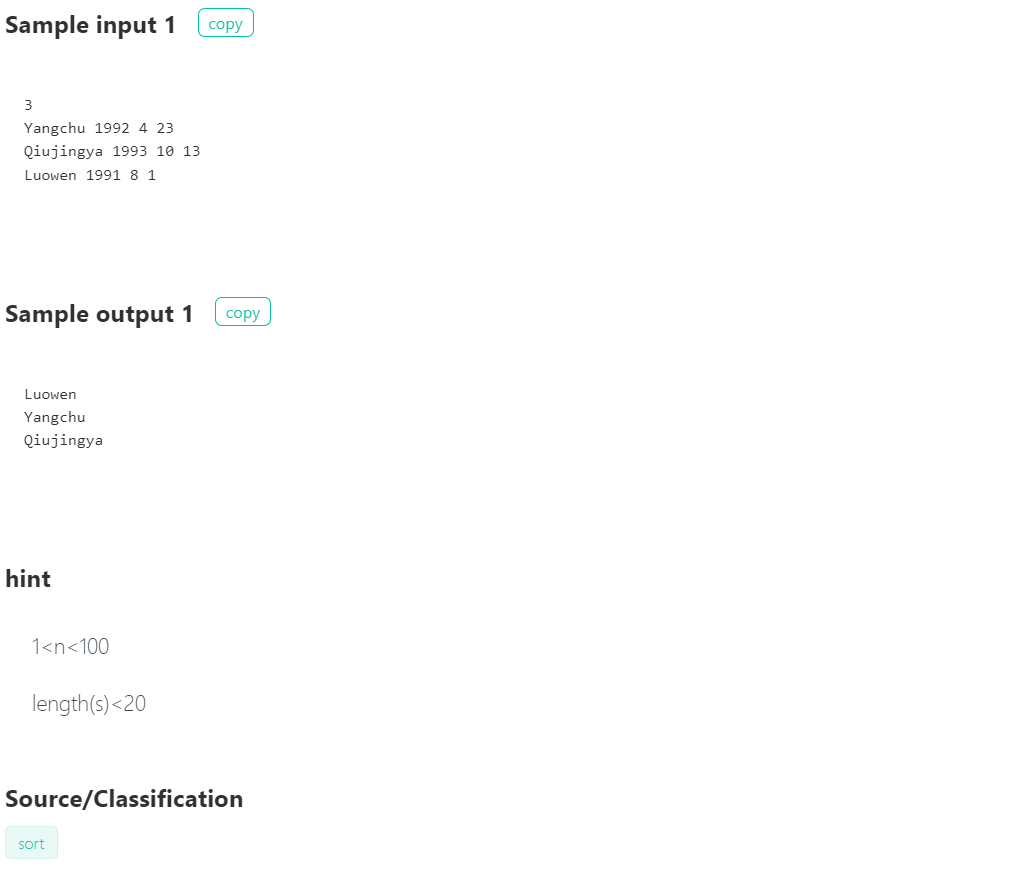 Sample input 1 copy
3
Yangchu 1992 4 23
Qiujingya 1993 10 13
Luowen 1991 8 1
Sample output 1 copy
Luowen
Yangchu
Qiujingya
hint
1<n<100
length(s)<20
Source/Classification
sort